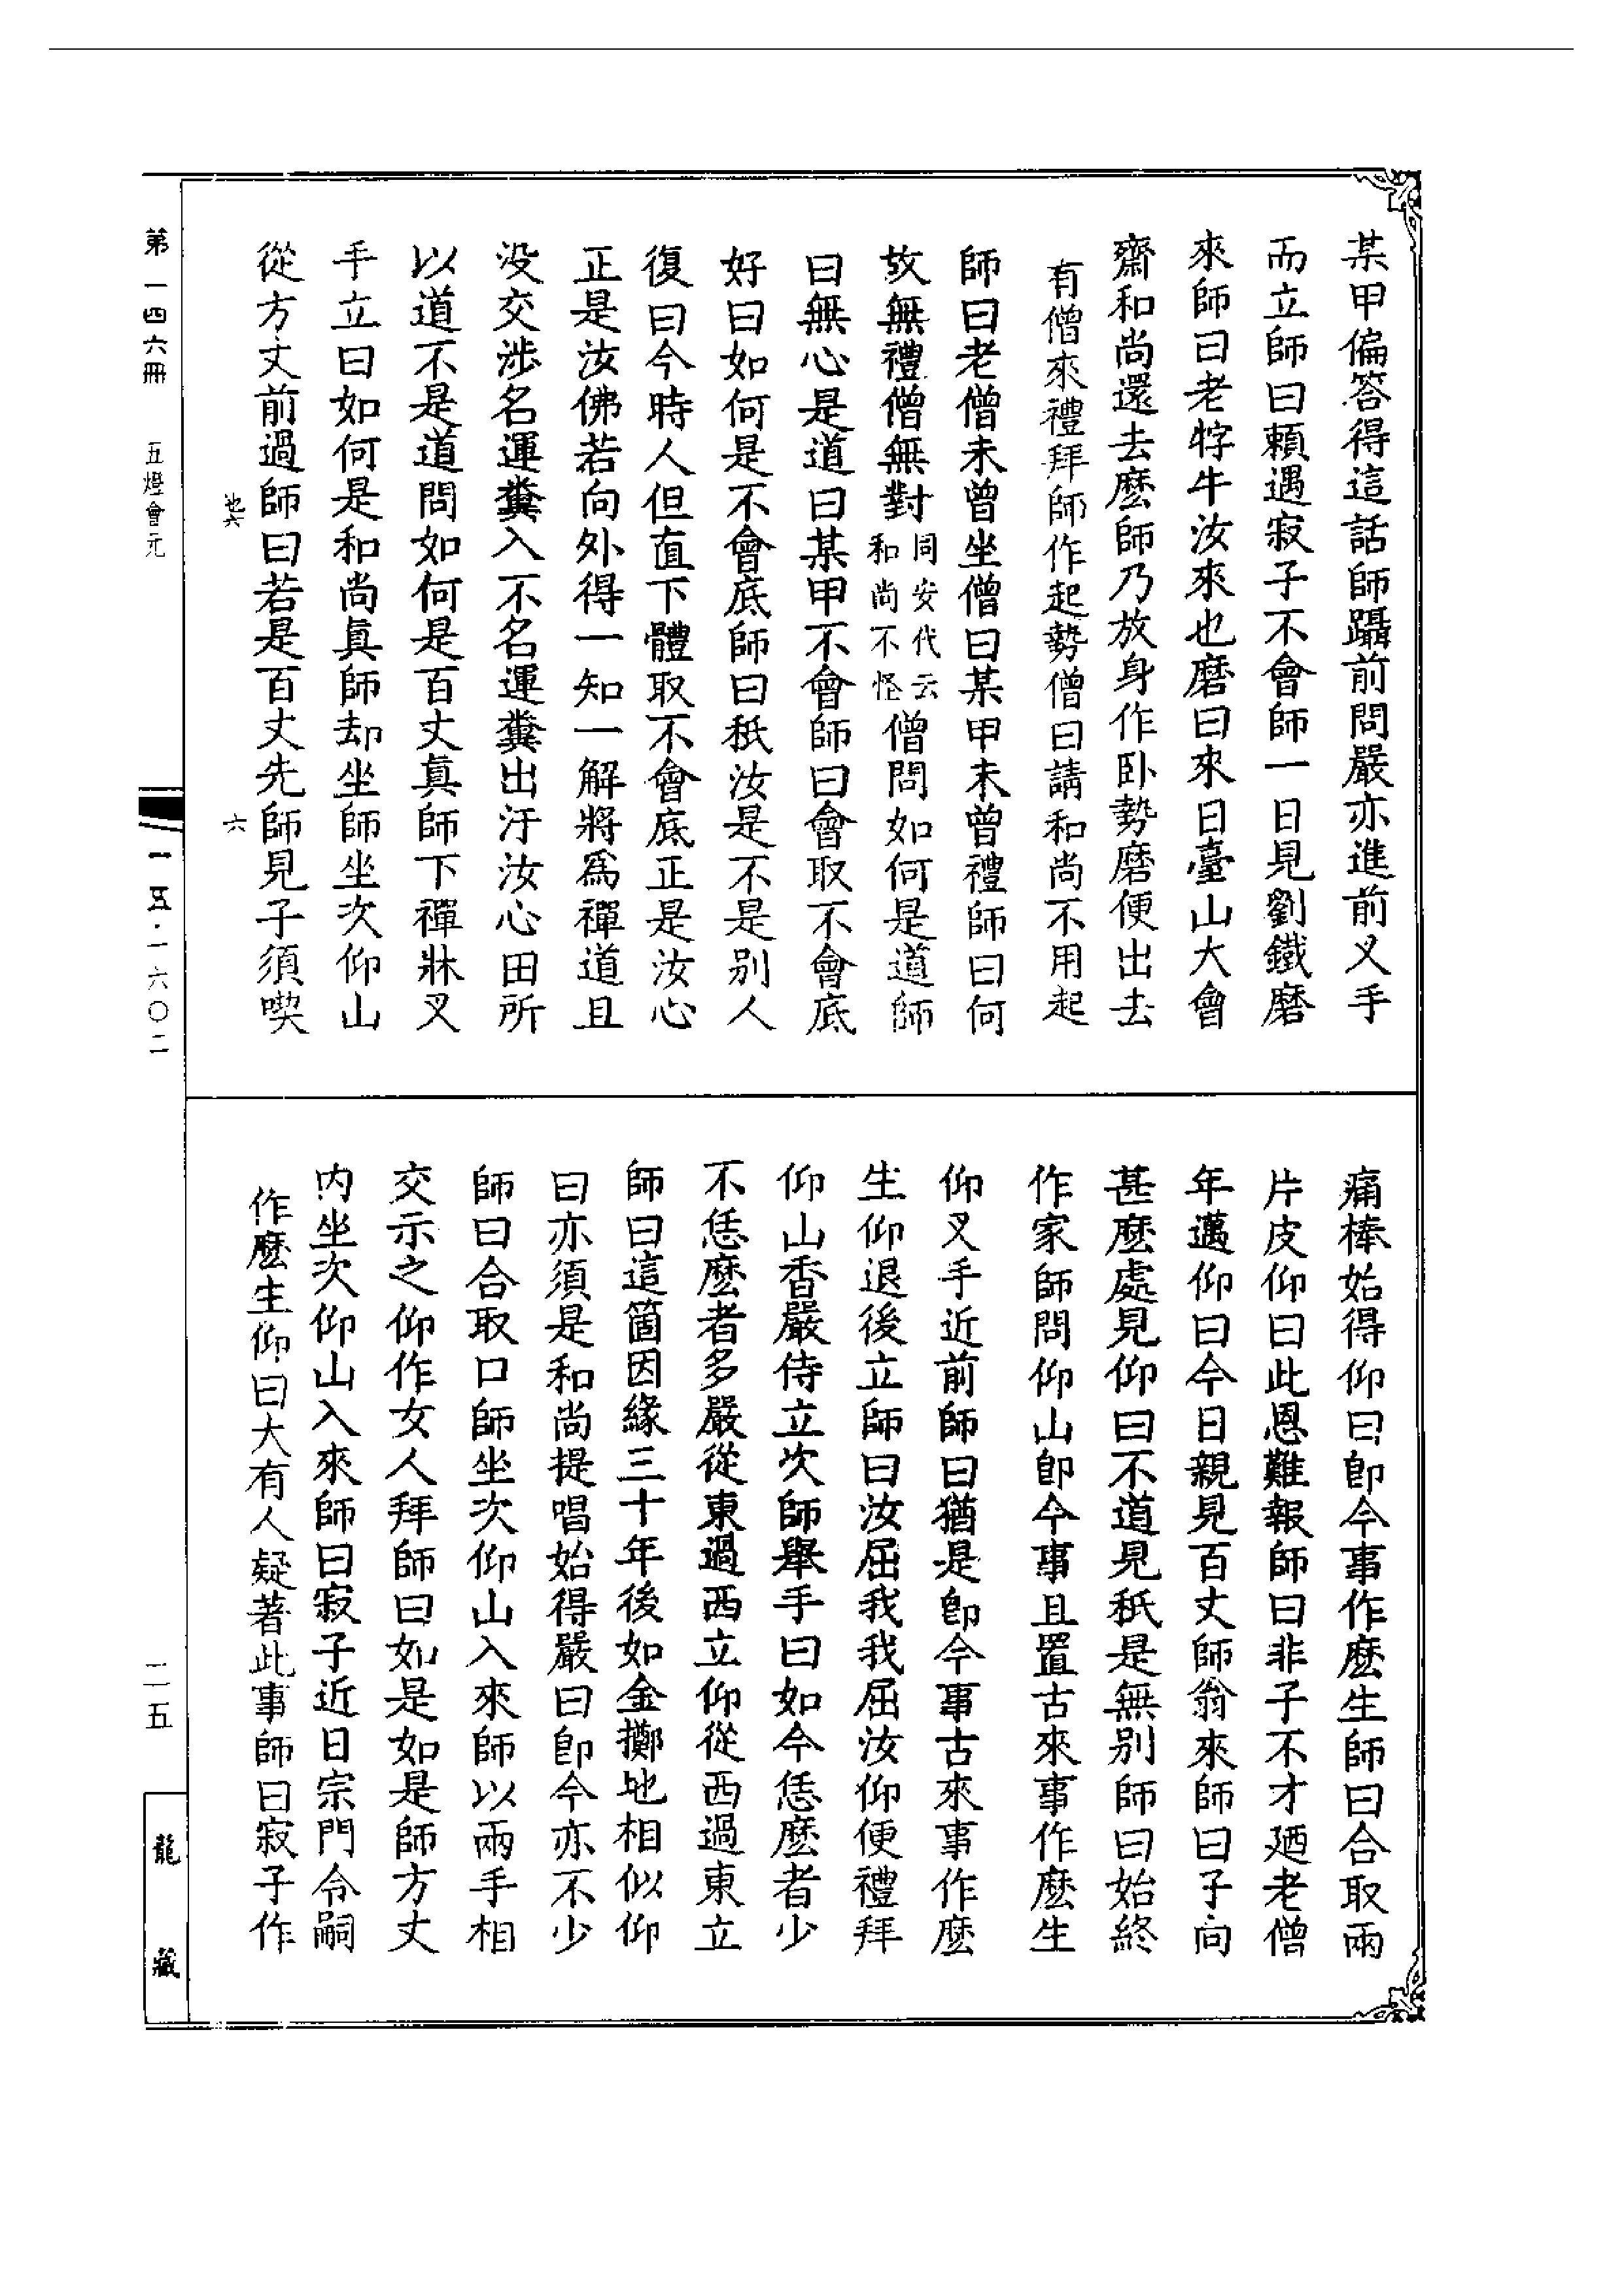 某甲偏答得這話師躡前問嚴亦進前叉手
而立師曰賴遇寂子不會師一日見劉鐵磨
來師曰老牸牛汝來也磨曰來日臺山大會
齋和尚還去麽師乃放身作臥勢磨便出去
有僧來禮拜師作起勢僧曰請和尚不用起
師曰老僧未曾坐僧曰某甲未曾禮師曰何
故無禮僧無對同安代云和尚不怪僧問如何是道師
曰無心是道曰某甲不會師曰會取不會底
好曰如何是不會底師曰秖汝是不是別人
復曰今時人但直下體取不會底正是汝心
正是汝佛若向外得一知一解將爲禪道且
没交涉名運糞入不名運糞出汙汝心田所
以道不是道問如何是百丈真師下禪牀叉
手立曰如何是和尚眞師却坐師坐次仰山
從方丈前過師曰若是百丈先師見子須喫
池六
六
痛棒始得仰曰卽今事作麽生師曰合取兩
片皮仰曰此恩難報師曰非子不才廼老僧
年邁仰曰今日親見百丈師翁來師曰子向
甚麽處見仰曰不道見秖是無別師曰始終
作家師問仰山卽今事且置古來事作麽生
仰叉手近前師曰猶是卽今事古來事作麽
生仰退後立師曰汝屈我我屈汝仰便禮拜
仰山香嚴侍立次師舉手曰如今恁麽者少
不恁麽者多嚴從東過西立仰從西過東立
師曰這箇因緣三十年後如金擲地相似仰
曰亦須是和尚提唱始得嚴曰卽今亦不少
師曰合取口師坐次仰山入來師以兩手相
交示之仰作女人拜師曰如是如是師方丈
内坐次仰山入來師曰寂子近日宗門令嗣
作麽生仰曰大有人疑著此事師曰寂子作
第一四六冊
五燈會元
一五·一六〇二
二一五
龍藏